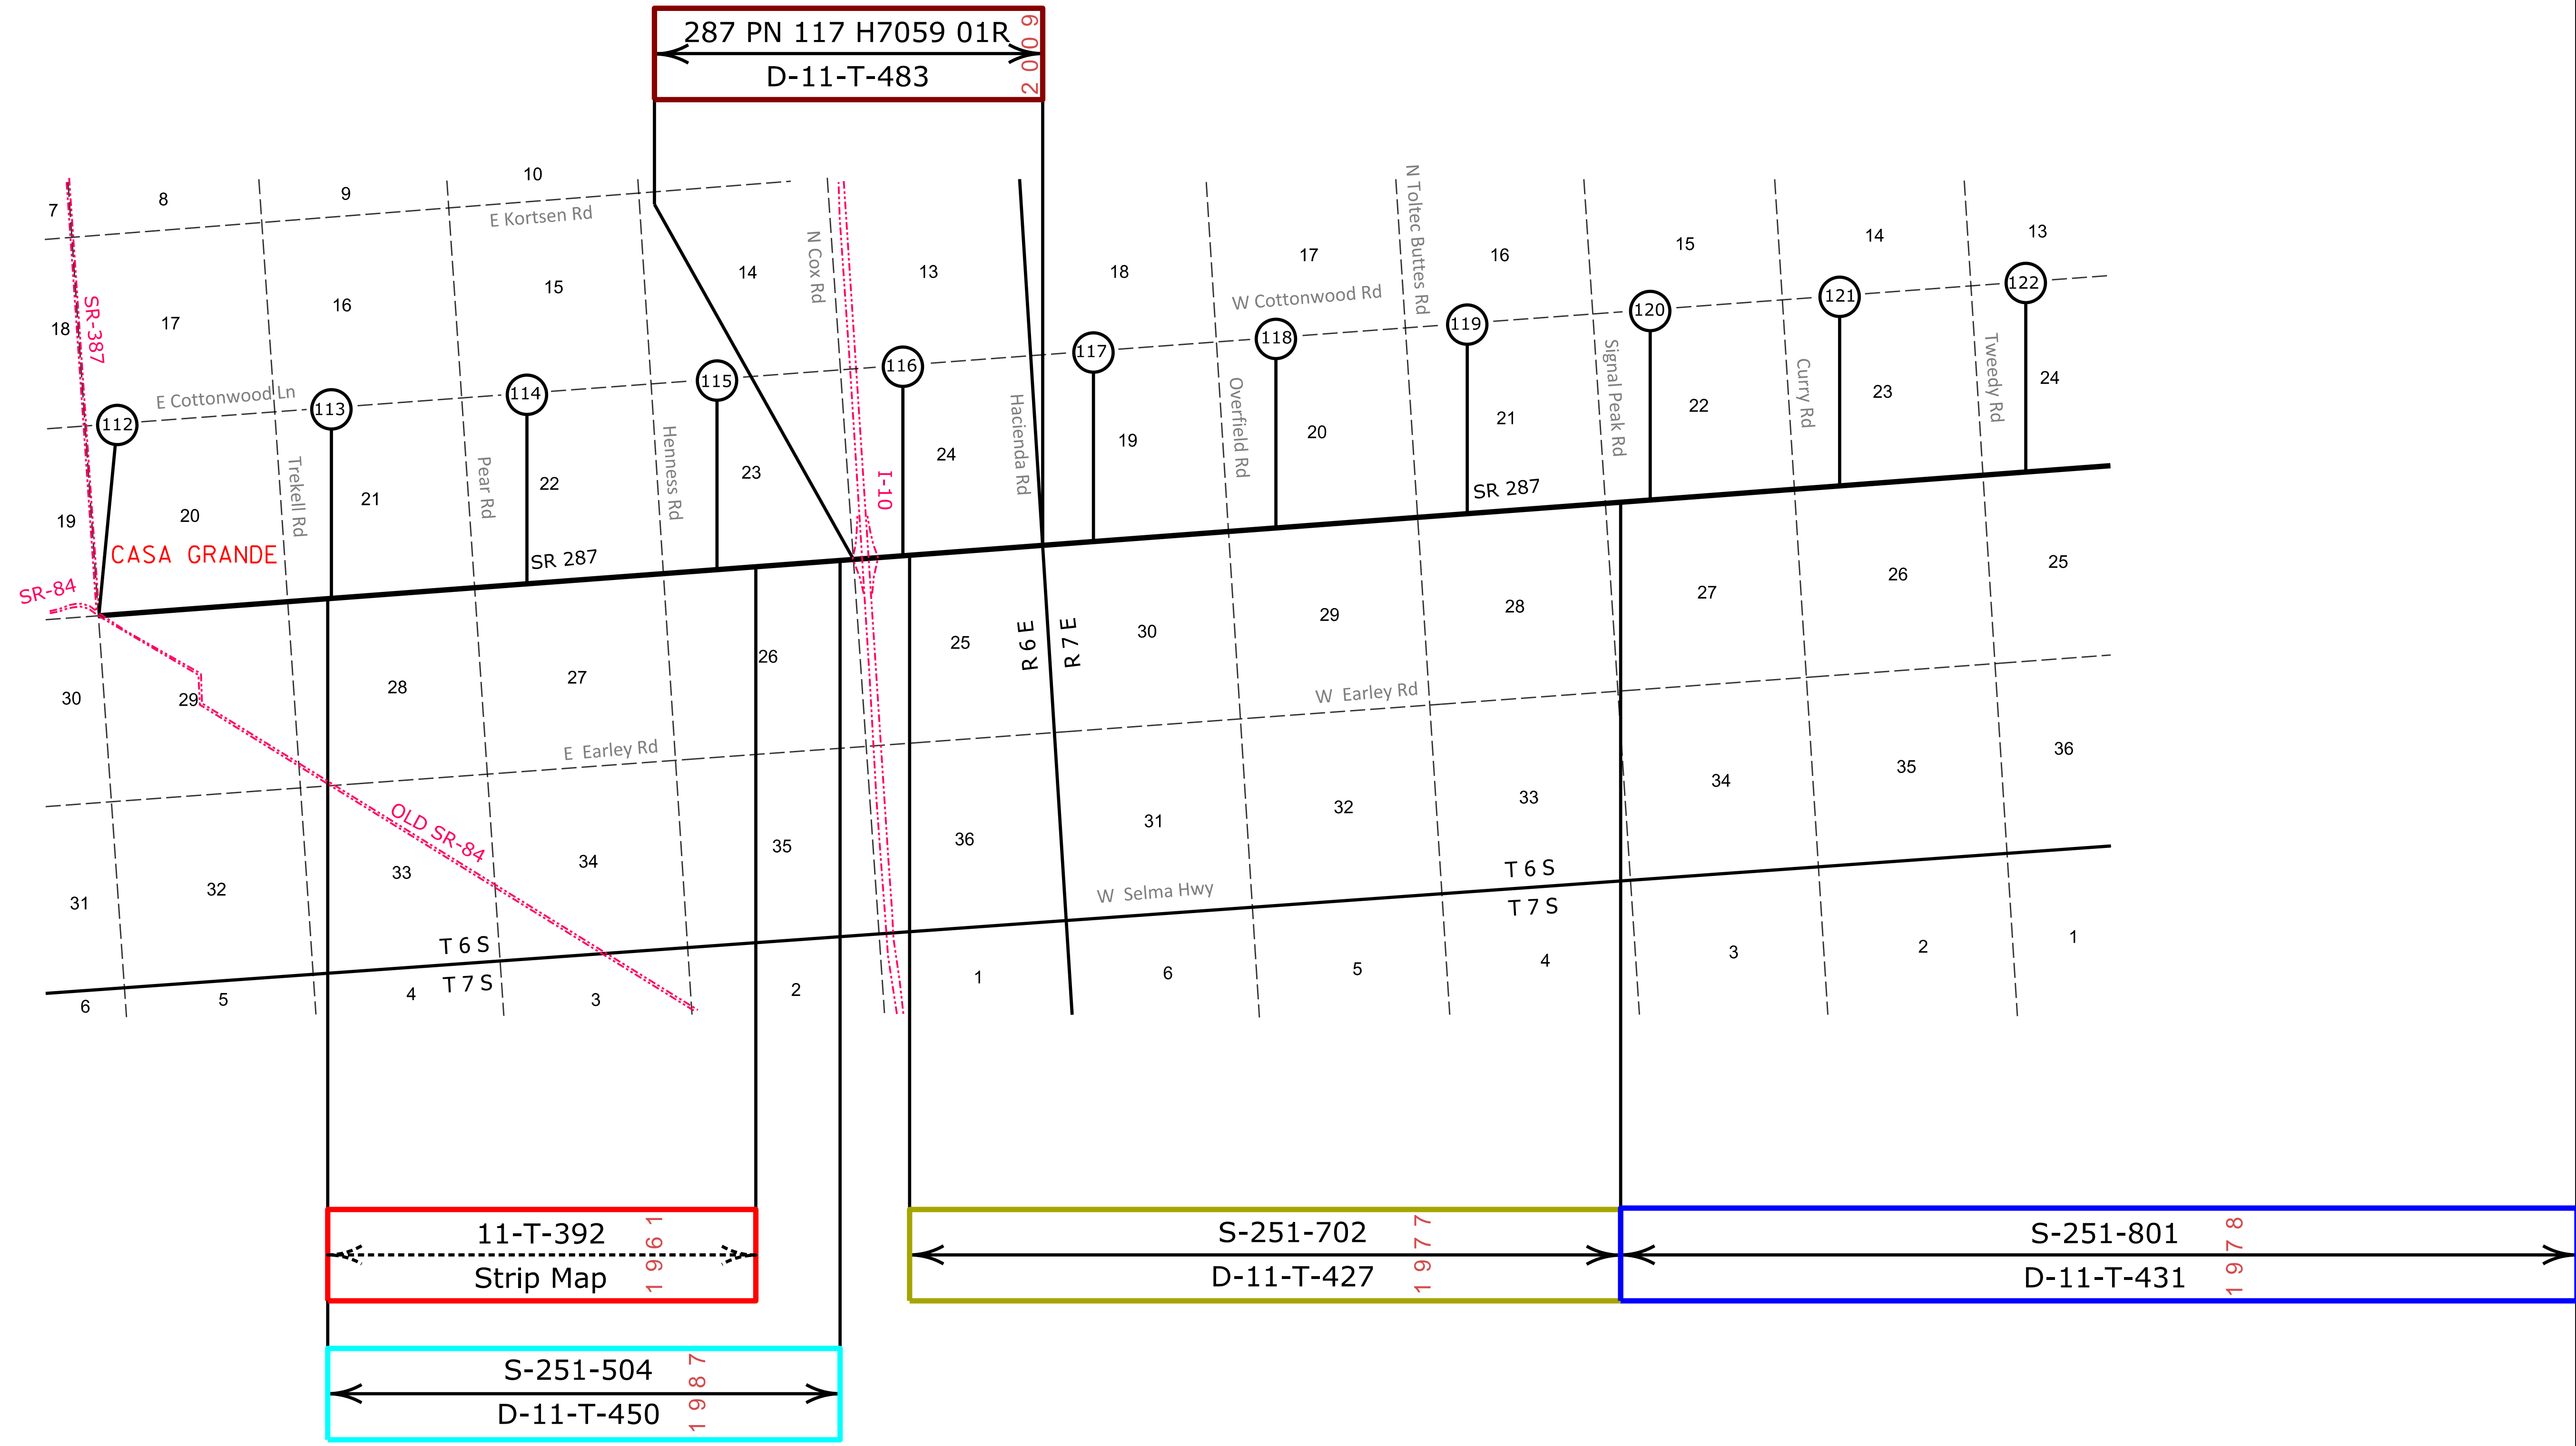 287 PN 117 H7059 01R
D-11-T-483
2009
7
8
9
10
E Kortsen Rd
SR-387
18
17
16
15
14
N Cox Rd
13
18
17
N Toltec Buttes Rd
16
15
14
13
W Cottonwood Rd
E Cottonwood Ln
112
113
114
115
116
117
118
119
120
121
122
19
20
Trekell Rd
21
Pear Rd
22
Henness Rd
23
I-10
24
Hacienda Rd
19
Overfield Rd
20
21
Signal Peak Rd
22
Curry Rd
23
Tweedy Rd
24
CASA GRANDE
SR 287
SR 287
SR-84
30
29
28
27
26
25
R 6 E
R 7 E
30
29
28
27
26
25
E Earley Rd
W Earley Rd
OLD SR-84
31
32
33
34
35
36
31
32
33
34
35
36
W Selma Hwy
T 6 S
T 7 S
T 6 S
T 7 S
6
5
4
3
2
1
6
5
4
3
2
1
11-T-392
Strip Map
1961
S-251-702
D-11-T-427
1977
S-251-801
D-11-T-431
1978
S-251-504
D-11-T-450
1987